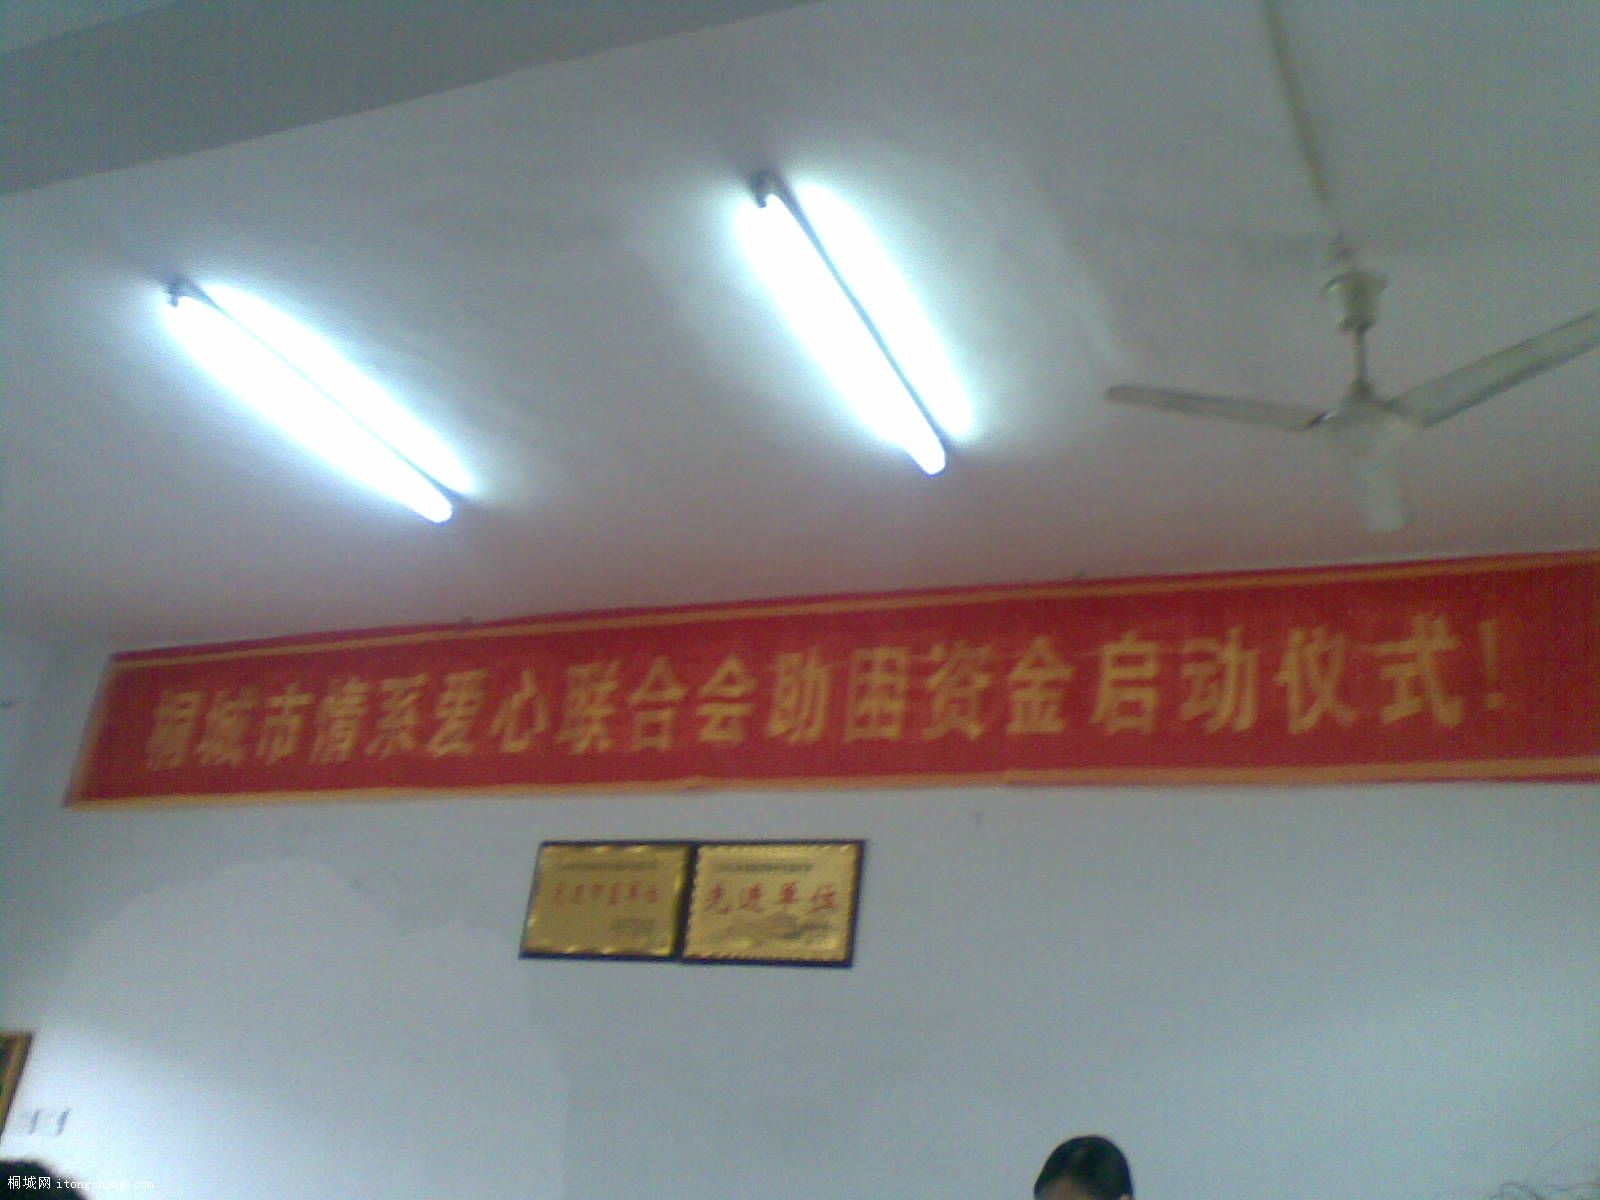 桐城市情系爱心联合会助困资金启动仪式!
先进单位
桐城网 itongcheng.com